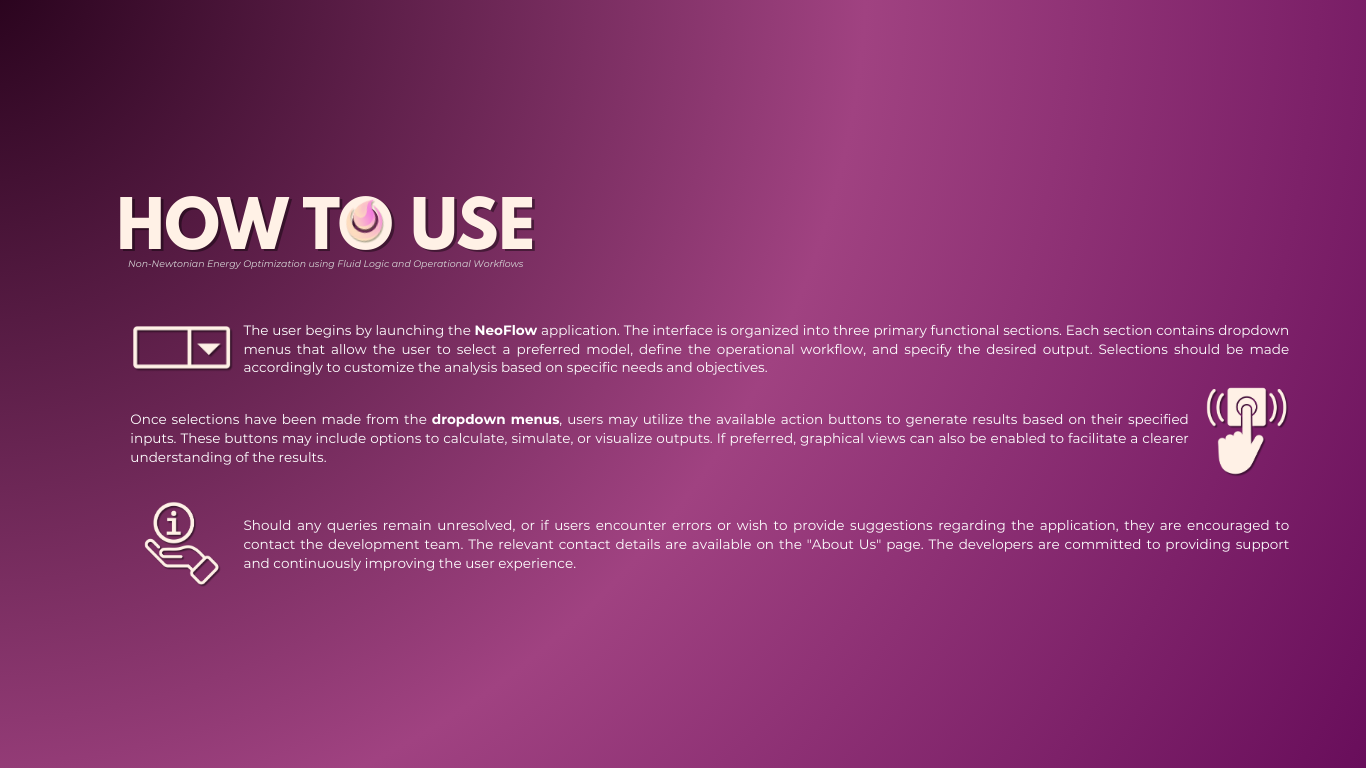 HOW TO USE
Non-Newtonian Energy Optimization using Fluid Logic and Operational Workflows
The user begins by launching the NeoFlow application. The interface is organized into three primary functional sections. Each section contains dropdown
menus that allow the user to select a preferred model, define the operational workflow, and specify the desired output. Selections should be made
accordingly to customize the analysis based on specific needs and objectives.
Once selections have been made from the dropdown menus, users may utilize the available action buttons to generate results based on their specified
inputs. These buttons may include options to calculate, simulate, or visualize outputs. If preferred, graphical views can also be enabled to facilitate a clearer
understanding of the results.
Should any queries remain unresolved, or if users encounter errors or wish to provide suggestions regarding the application, they are encouraged to
contact the development team. The relevant contact details are available on the "About Us" page. The developers are committed to providing support
and continuously improving the user experience.